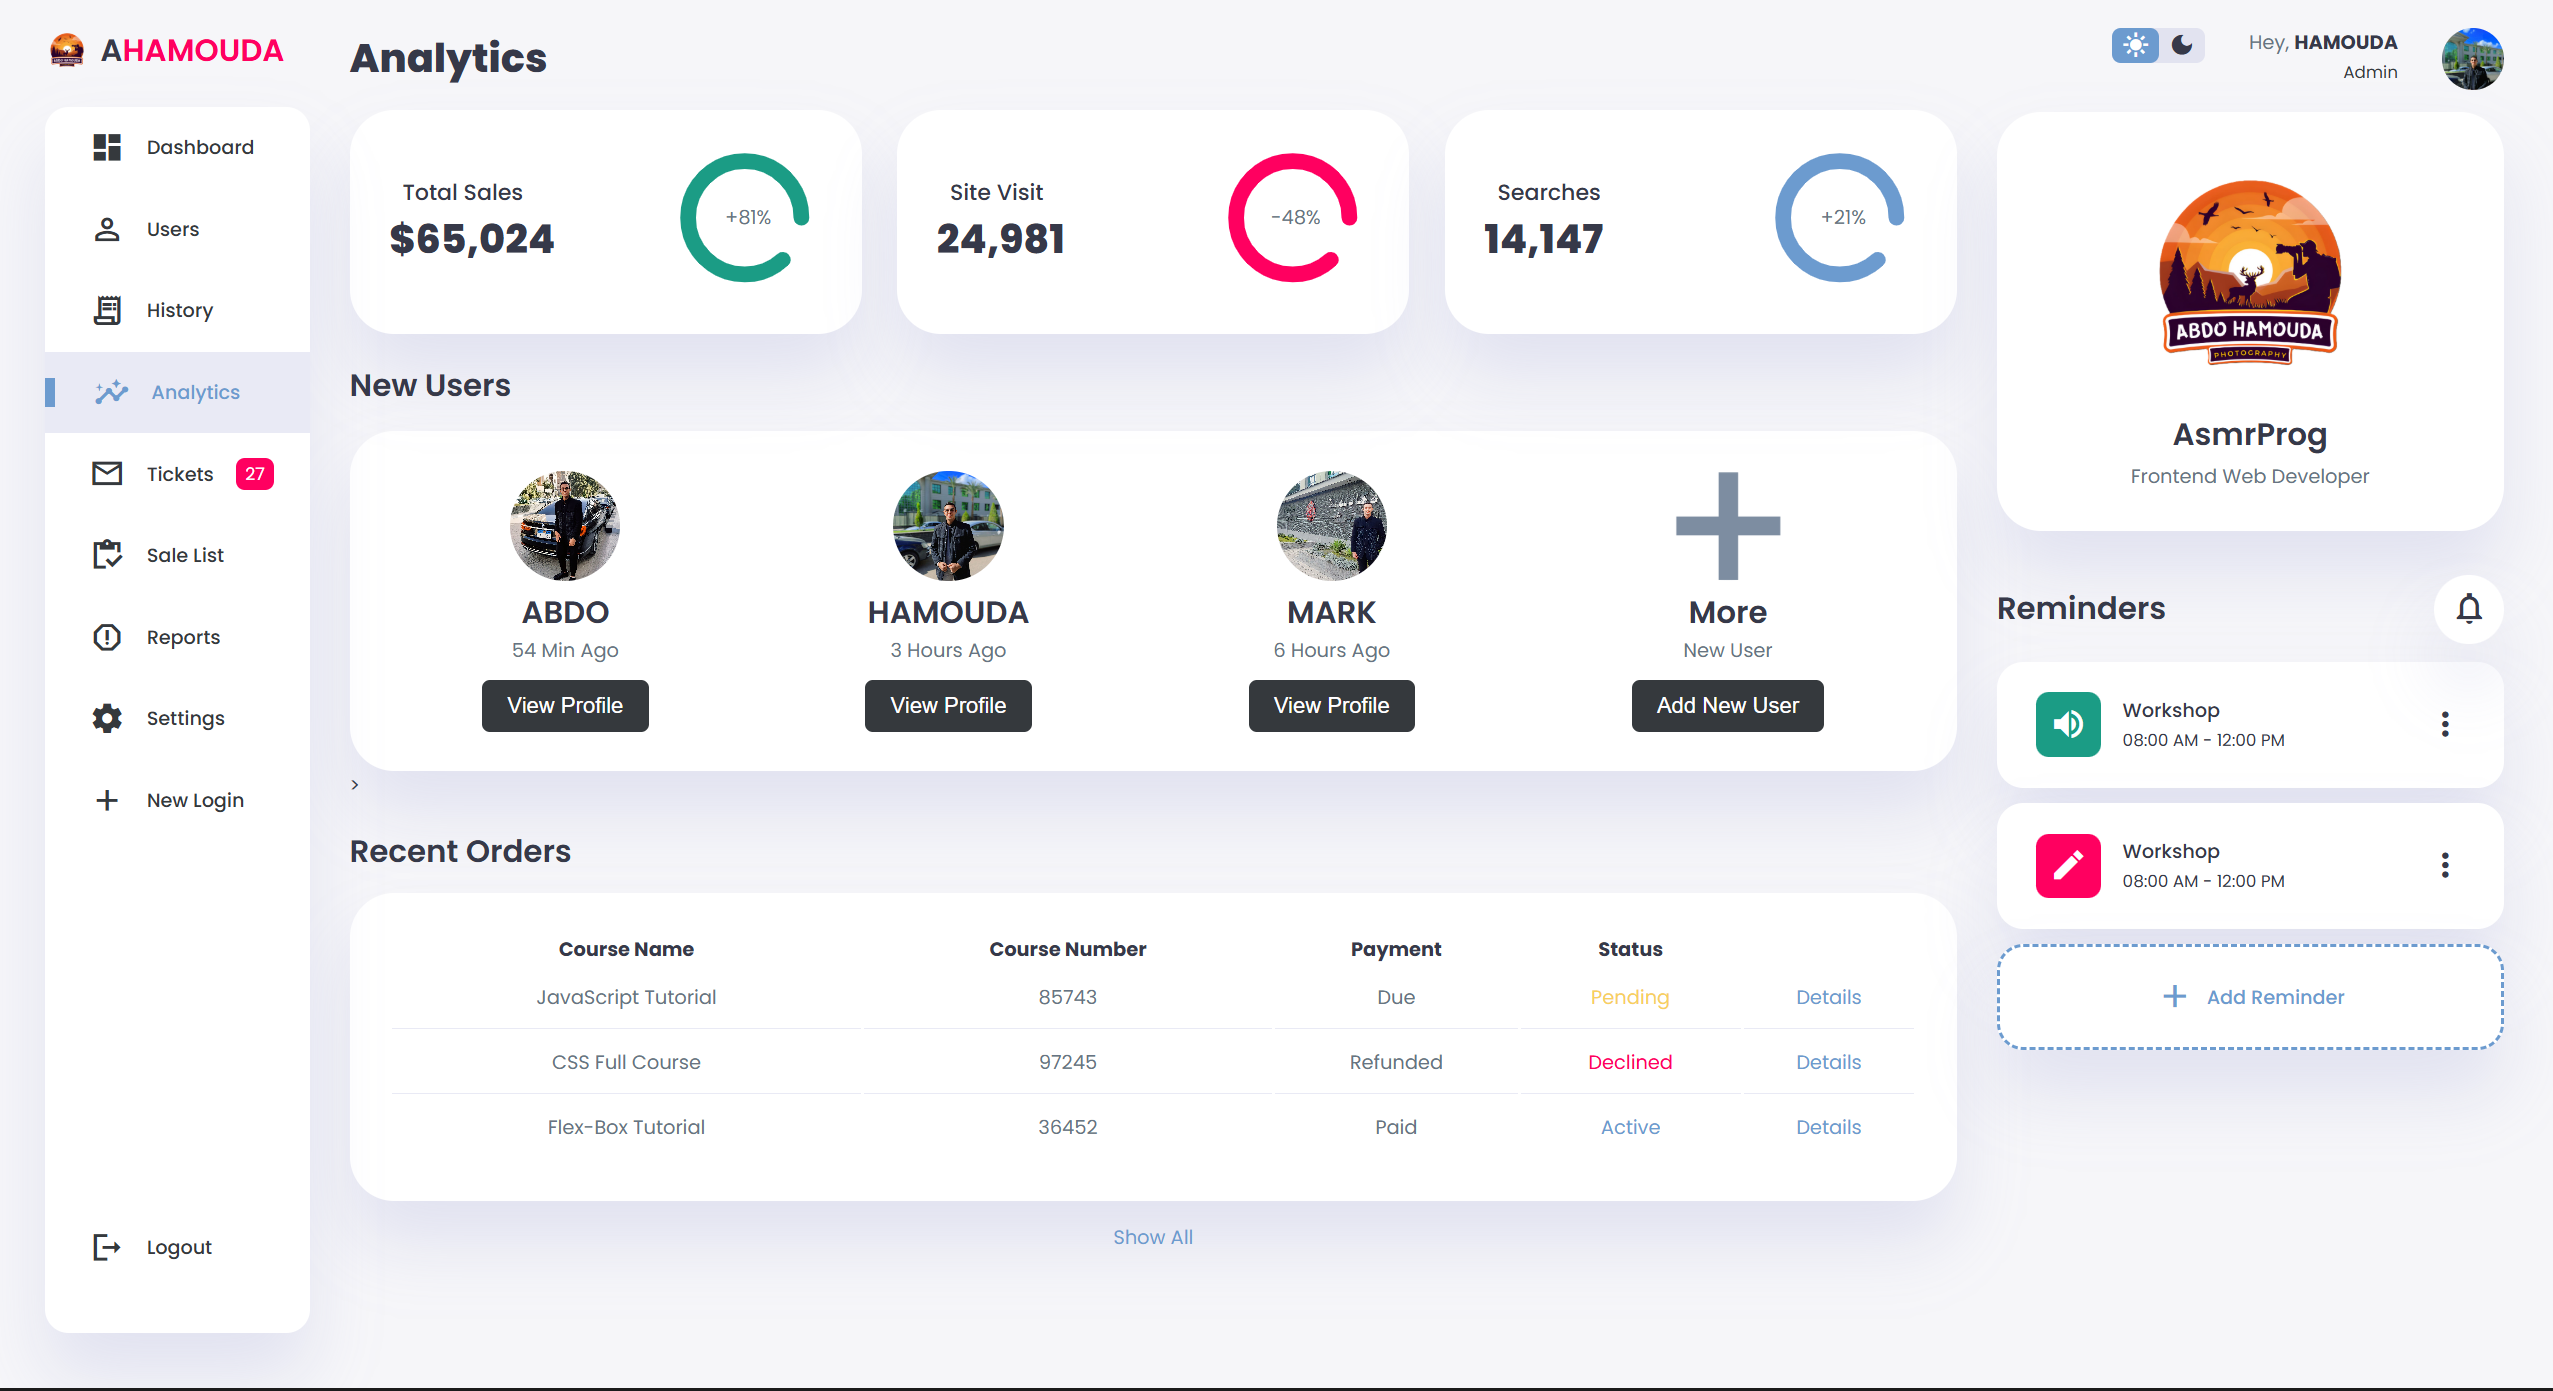 AHAMOUDA
Dashboard
Users
History
Analytics
Tickets 27
Sale List
Reports
Settings
New Login
Logout
Analytics
Total Sales
$65,024
+81%
Site Visit
24,981
-48%
Searches
14,147
+21%
New Users
ABDO
54 Min Ago
View Profile
HAMOUDA
3 Hours Ago
View Profile
MARK
6 Hours Ago
View Profile
More
New User
Add New User
>
Recent Orders
Course Name Course Number Payment Status
JavaScript Tutorial 85743 Due Pending Details
CSS Full Course 97245 Refunded Declined Details
Flex-Box Tutorial 36452 Paid Active Details
Show All
Hey, HAMOUDA
Admin
ABDO HAMOUDA
PHOTOGRAPHY
AsmrProg
Frontend Web Developer
Reminders
Workshop
08:00 AM - 12:00 PM
Workshop
08:00 AM - 12:00 PM
Add Reminder